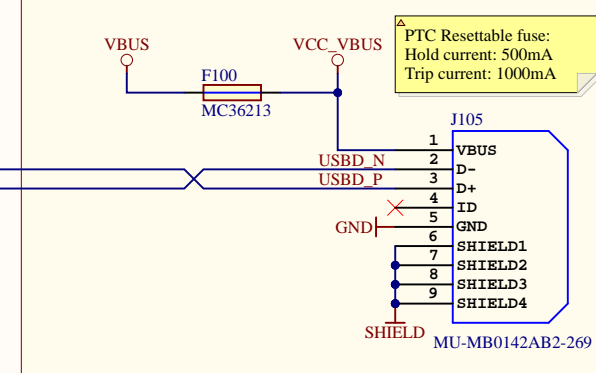 PTC Resettable fuse:
Hold current: 500mA
Trip current: 1000mA
VBUS
VCC_VBUS
F100
MC36213
J105
1 VBUS
USBD_N 2 D-
USBD_P 3 D+
4 ID
GND 5 GND
6 SHIELD1
7 SHIELD2
8 SHIELD3
9 SHIELD4
SHIELD
MU-MB0142AB2-269